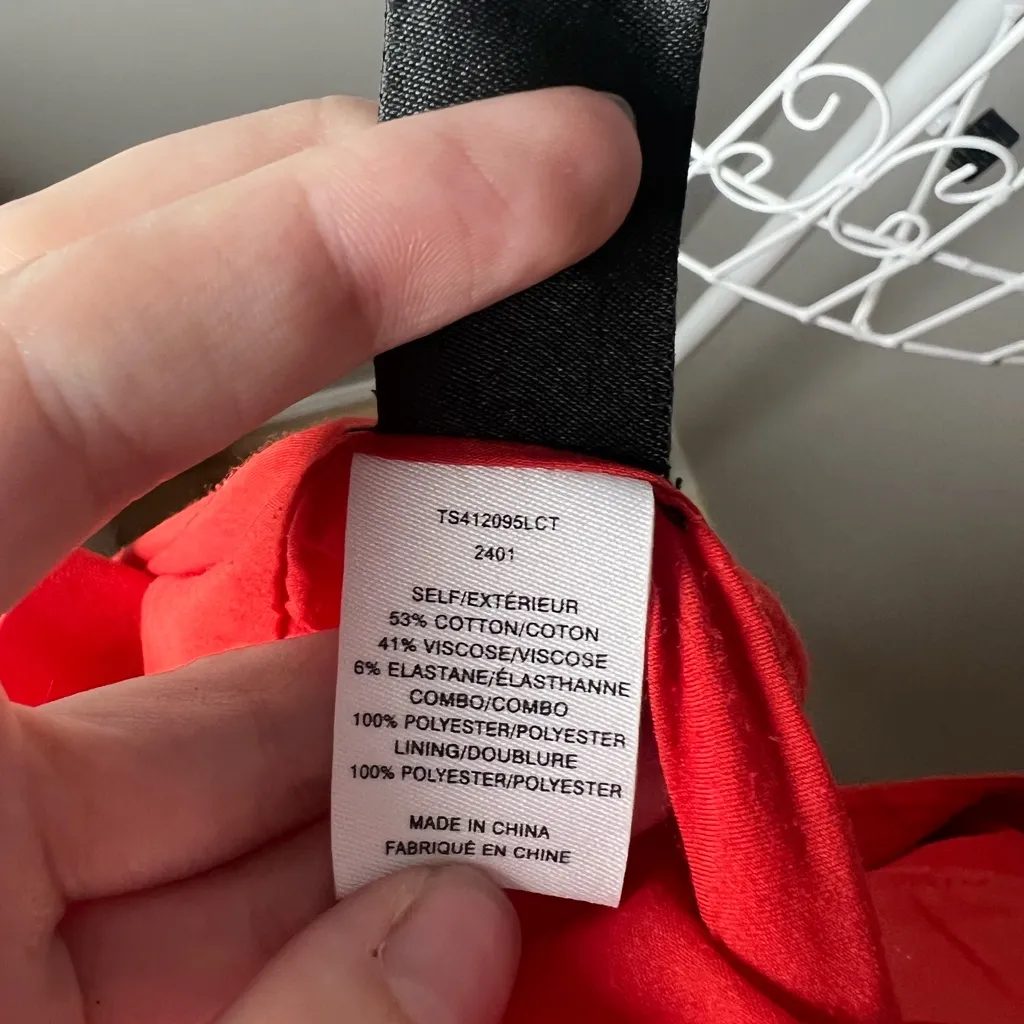 TS412095LCT
2401
SELF/EXTÉRIEUR
53% COTTON/COTON
41% VISCOSE/VISCOSE
6% ELASTANE/ÉLASTHANNE
COMBO/COMBO
100% POLYESTER/POLYESTER
LINING/DOUBLURE
100% POLYESTER/POLYESTER
MADE IN CHINA
FABRIQUÉ EN CHINE